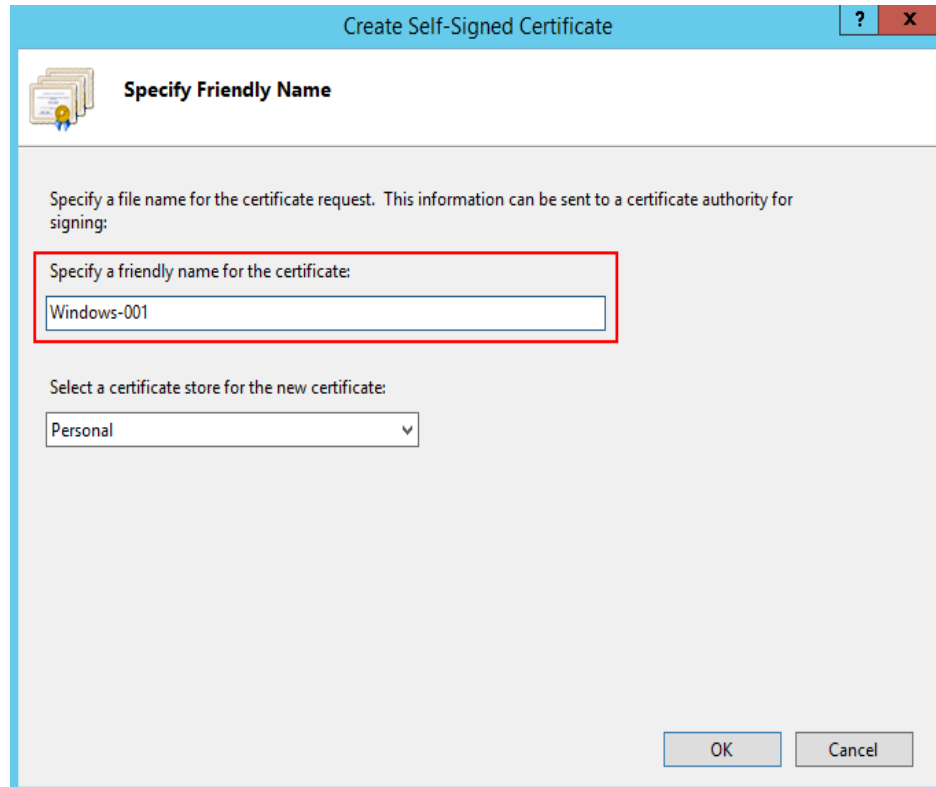 Create Self-Signed Certificate
? x
Specify Friendly Name
Specify a file name for the certificate request.  This information can be sent to a certificate authority for
signing:
Specify a friendly name for the certificate:
Windows-001
Select a certificate store for the new certificate:
Personal
OK Cancel